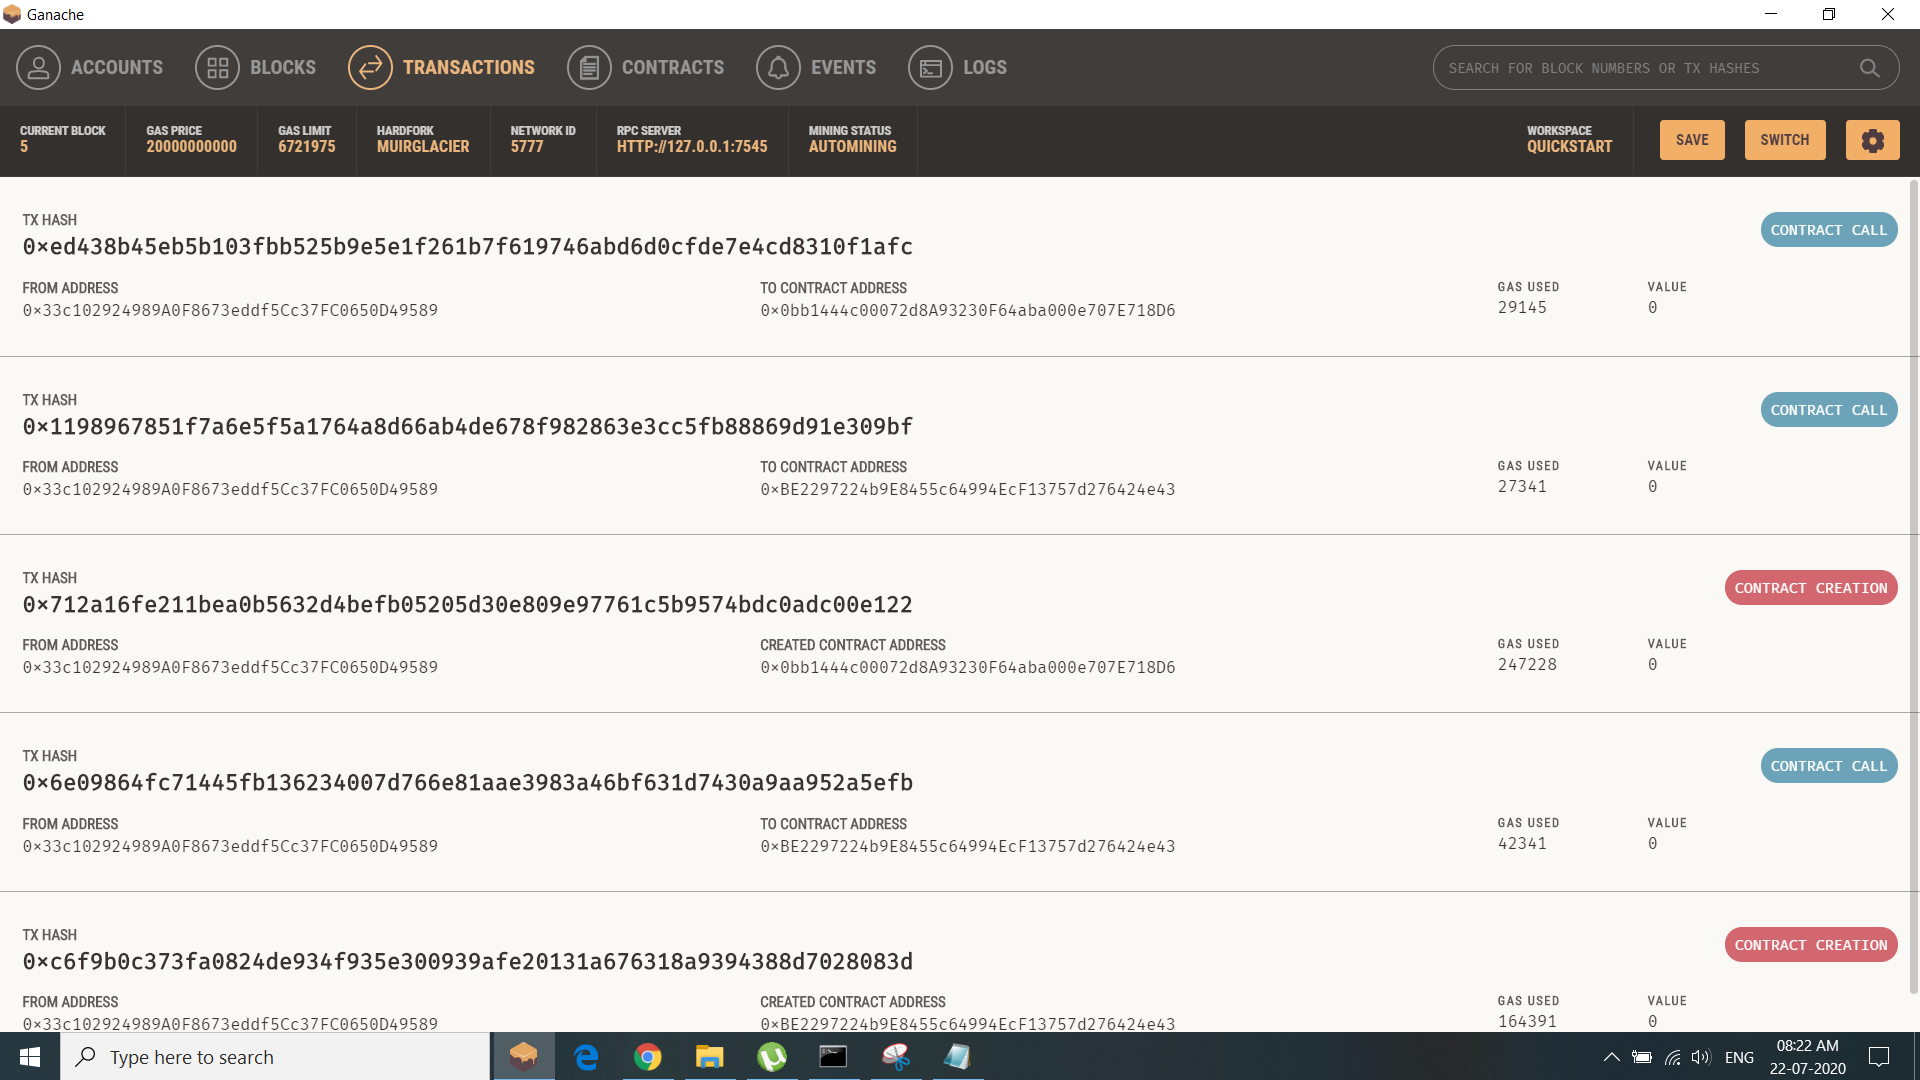 Ganache
ACCOUNTS BLOCKS TRANSACTIONS CONTRACTS EVENTS LOGS SEARCH FOR BLOCK NUMBERS OR TX HASHES
CURRENT BLOCK GAS PRICE GAS LIMIT HARDFORK NETWORK ID RPC SERVER MINING STATUS WORKSPACE
5 20000000000 6721975 MUIRGLACIER 5777 HTTP://127.0.0.1:7545 AUTOMINING QUICKSTART SAVE SWITCH
TX HASH
0×ed438b45eb5b103fbb525b9e5e1f261b7f619746abd6d0cfde7e4cd8310f1afc CONTRACT CALL
FROM ADDRESS TO CONTRACT ADDRESS GAS USED VALUE
0×33c102924989A0F8673eddf5Cc37FC0650D49589 0×0bb1444c00072d8A93230F64aba000e707E718D6 29145 0
TX HASH
0×1198967851f7a6e5f5a1764a8d66ab4de678f982863e3cc5fb88869d91e309bf CONTRACT CALL
FROM ADDRESS TO CONTRACT ADDRESS GAS USED VALUE
0×33c102924989A0F8673eddf5Cc37FC0650D49589 0×BE2297224b9E8455c64994EcF13757d276424e43 27341 0
TX HASH
0×712a16fe211bea0b5632d4befb05205d30e809e97761c5b9574bdc0adc00e122 CONTRACT CREATION
FROM ADDRESS CREATED CONTRACT ADDRESS GAS USED VALUE
0×33c102924989A0F8673eddf5Cc37FC0650D49589 0×0bb1444c00072d8A93230F64aba000e707E718D6 247228 0
TX HASH
0×6e09864fc71445fb136234007d766e81aae3983a46bf631d7430a9aa952a5efb CONTRACT CALL
FROM ADDRESS TO CONTRACT ADDRESS GAS USED VALUE
0×33c102924989A0F8673eddf5Cc37FC0650D49589 0×BE2297224b9E8455c64994EcF13757d276424e43 42341 0
TX HASH
0×c6f9b0c373fa0824de934f935e300939afe20131a676318a9394388d7028083d CONTRACT CREATION
FROM ADDRESS CREATED CONTRACT ADDRESS GAS USED VALUE
0×33c102924989A0F8673eddf5Cc37FC0650D49589 0×BE2297224b9E8455c64994EcF13757d276424e43 164391 0
Type here to search ENG 08:22 AM
22-07-2020